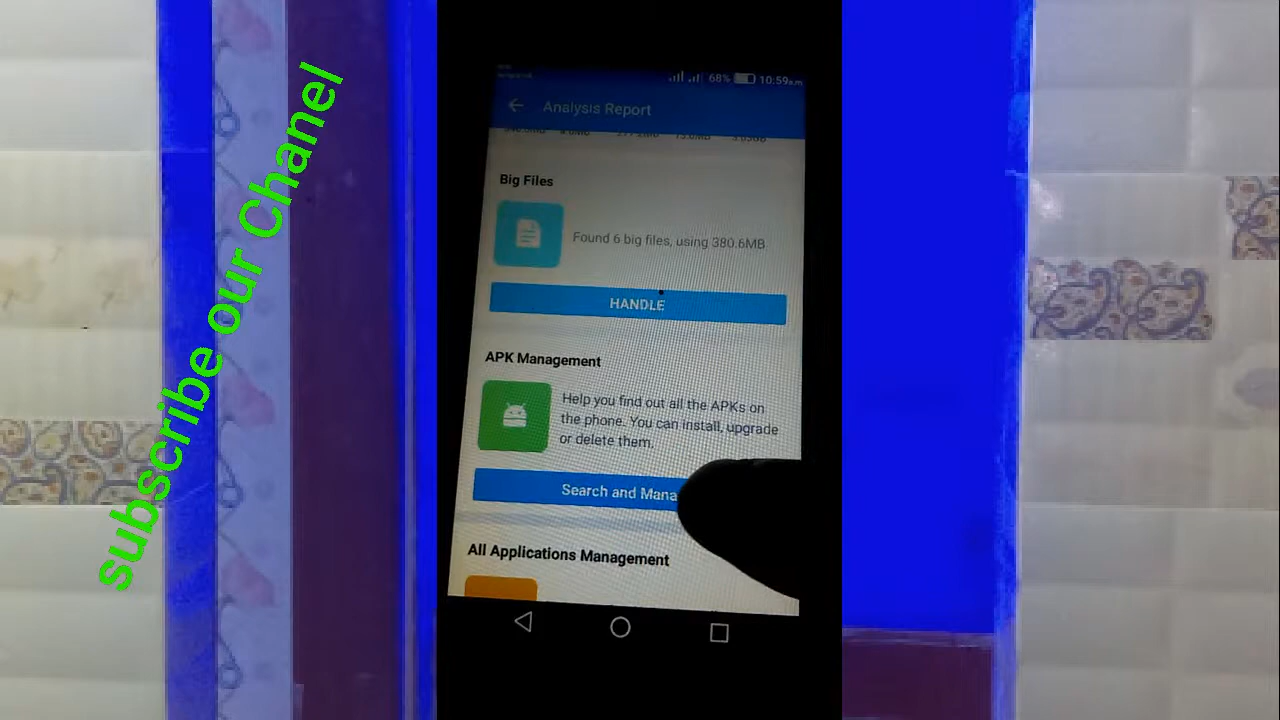 subscribe our Chanel
68% 10:59
Analysis Report
Big Files
Found 6 big files, using 380.6MB
HANDLE
APK Management
Help you find out all the APKs on
the phone. You can install, upgrade
or delete them.
Search and Mana
All Applications Management